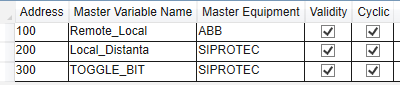 Address Master Variable Name Master Equipment Validity Cyclic
100 Remote_Local ABB
200 Local_Distanta SIPROTEC
300 TOGGLE_BIT SIPROTEC